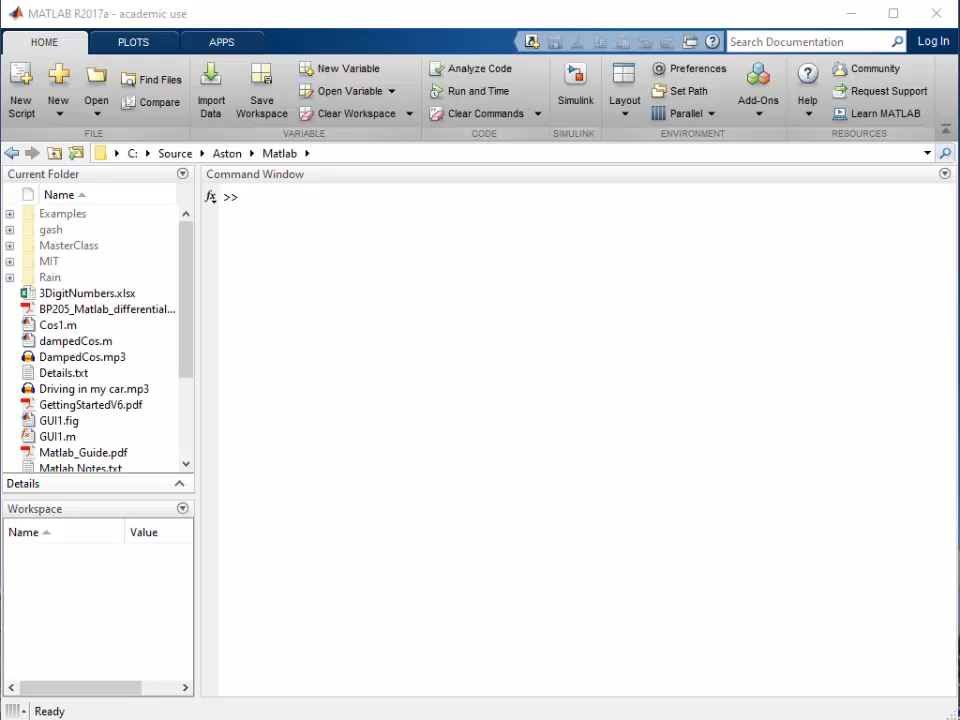 MATLAB R2017a - academic use
HOME PLOTS APPS Search Documentation Log In
New Script New Open Find Files Compare Import Data Save Workspace New Variable Open Variable Clear Workspace Analyze Code Run and Time Clear Commands Simulink Layout Preferences Set Path Parallel Add-Ons Help Community Request Support Learn MATLAB
FILE VARIABLE CODE SIMULINK ENVIRONMENT RESOURCES
C: Source Aston Matlab
Current Folder Command Window
Name
fx >>
Examples
gash
MasterClass
MIT
Rain
3DigitNumbers.xlsx
BP205_Matlab_differential...
Cos1.m
dampedCos.m
DampedCos.mp3
Details.txt
Driving in my car.mp3
GettingStartedV6.pdf
GUI1.fig
GUI1.m
Matlab_Guide.pdf
Matlab Notes.txt
Details
Workspace
Name Value
Ready